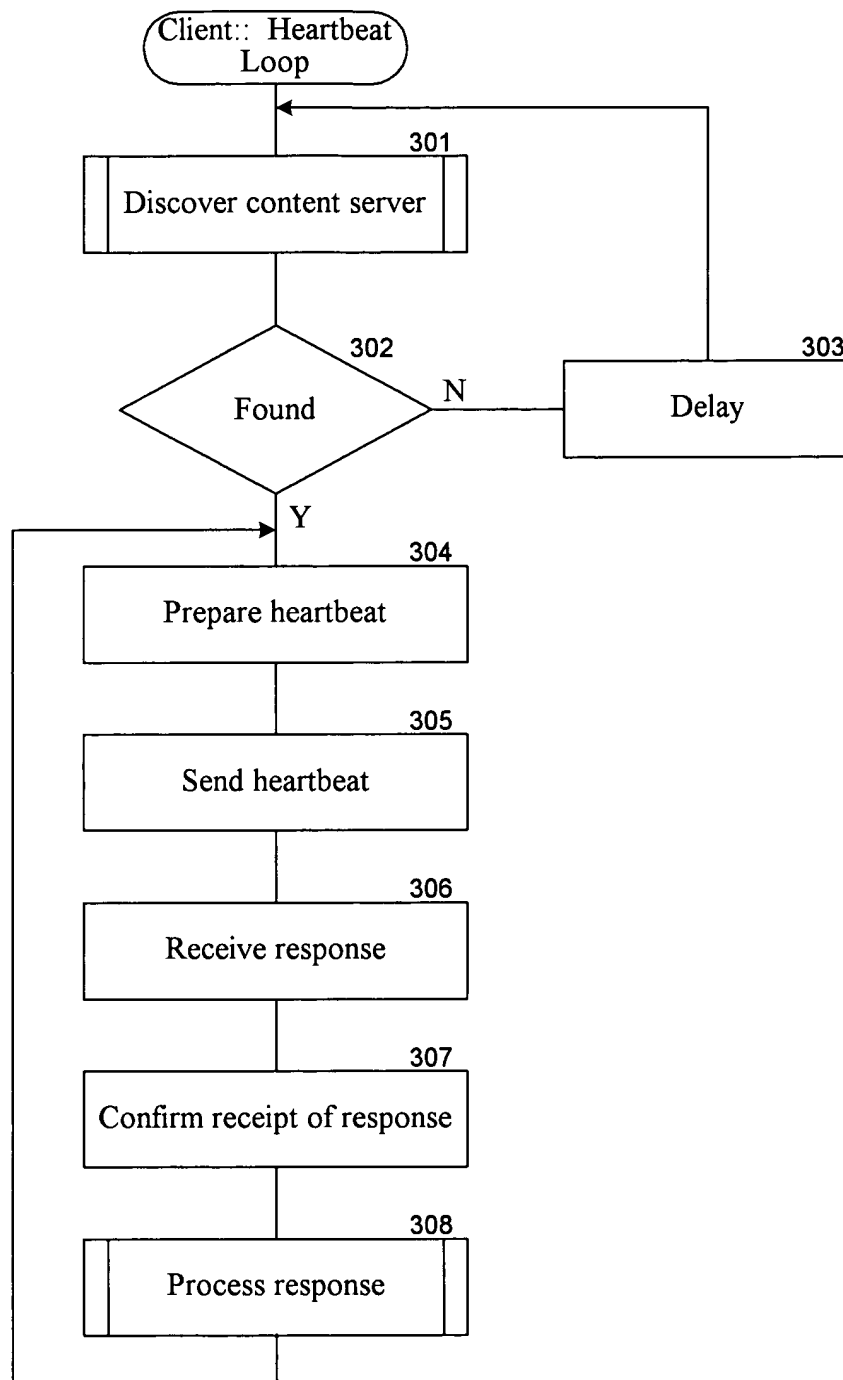 Client:: Heartbeat
Loop
301
Discover content server
302
Found
N
303
Delay
Y
304
Prepare heartbeat
305
Send heartbeat
306
Receive response
307
Confirm receipt of response
308
Process response